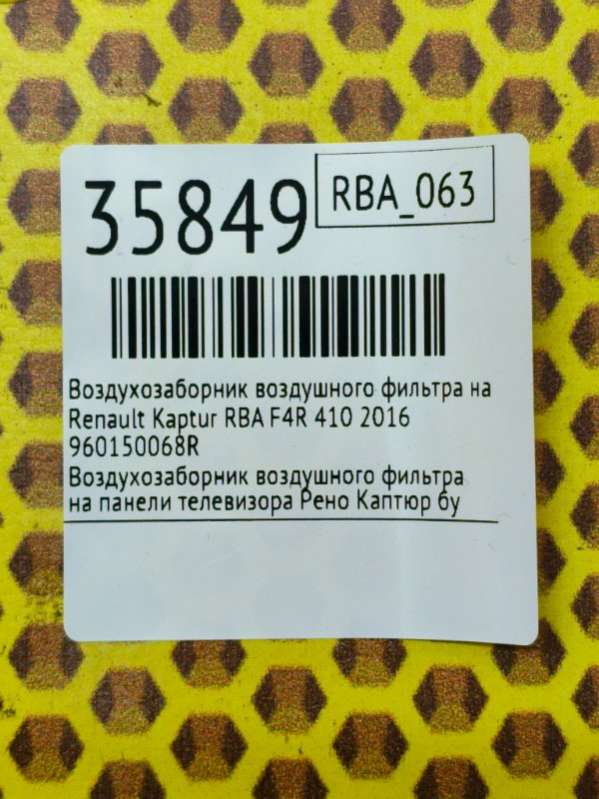 35849
RBA_063
Воздухозаборник воздушного фильтра на
Renault Kaptur RBA F4R 410 2016
960150068R
Воздухозаборник воздушного фильтра
на панели телевизора Рено Каптюр бу